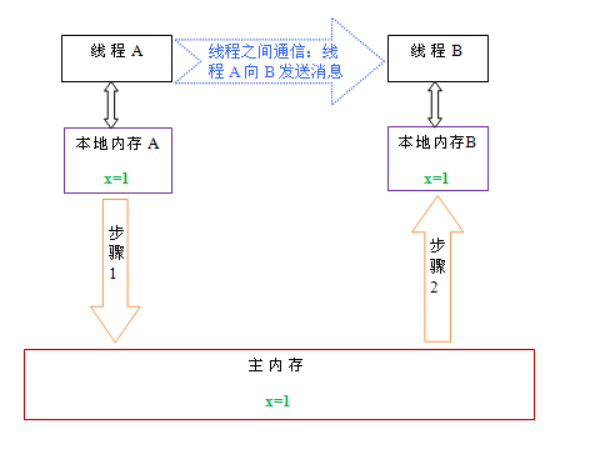 线程 A
线程之间通信：线
程 A 向 B 发送消息
线程 B
本地内存 A
x=1
本地内存B
x=1
步
骤
1
步
骤
2
主内存
x=1